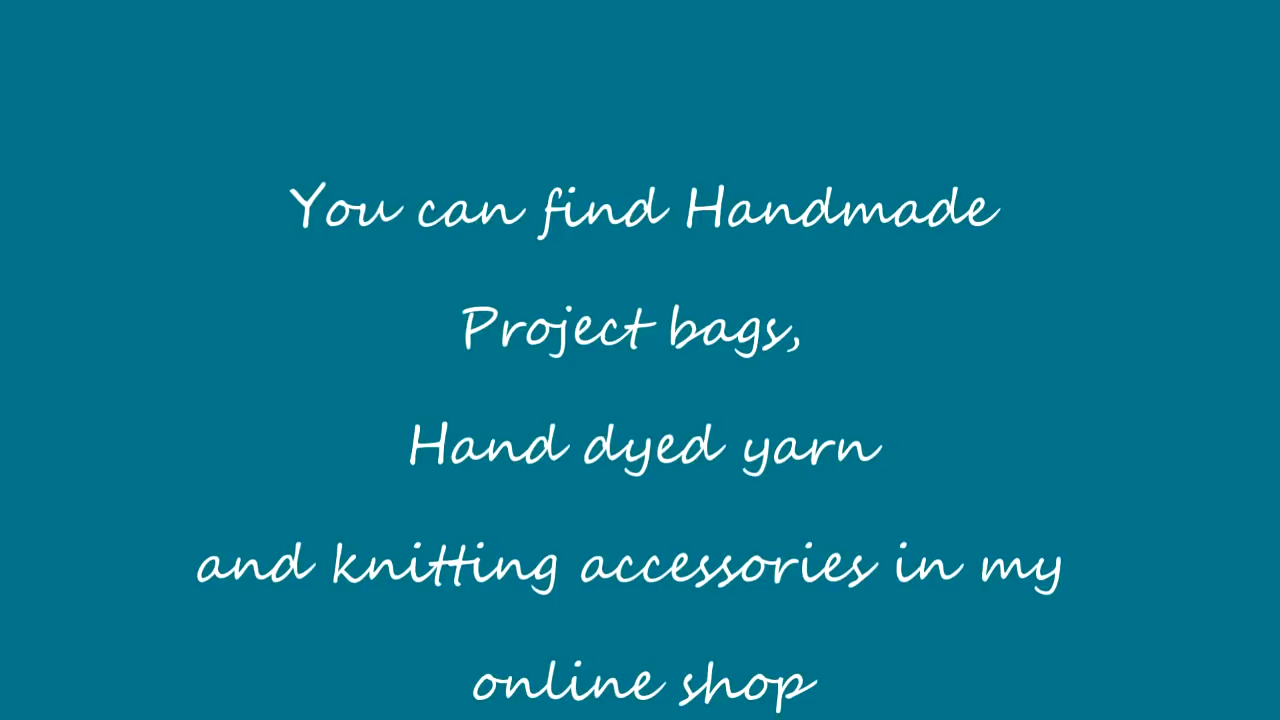 You can find Handmade
Project bags,
Hand dyed yarn
and knitting accessories in my
online shop